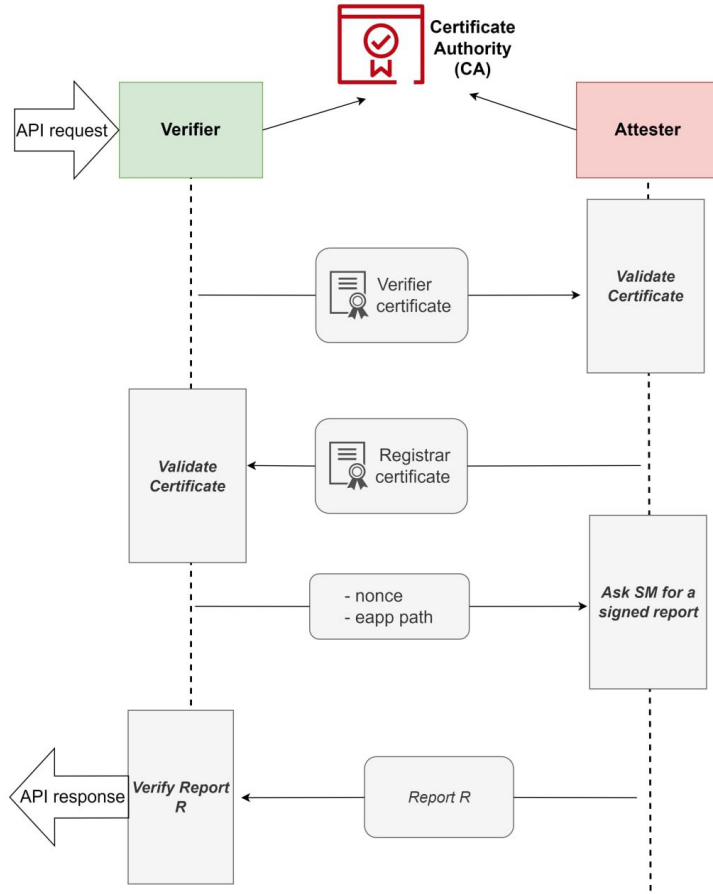 Certificate
Authority
(CA)
API request
Verifier
Attester
Verifier
certificate
Validate
Certificate
Validate
Certificate
Registrar
certificate
- nonce
- eapp path
Ask SM for a
signed report
API response
Verify Report
R
Report R